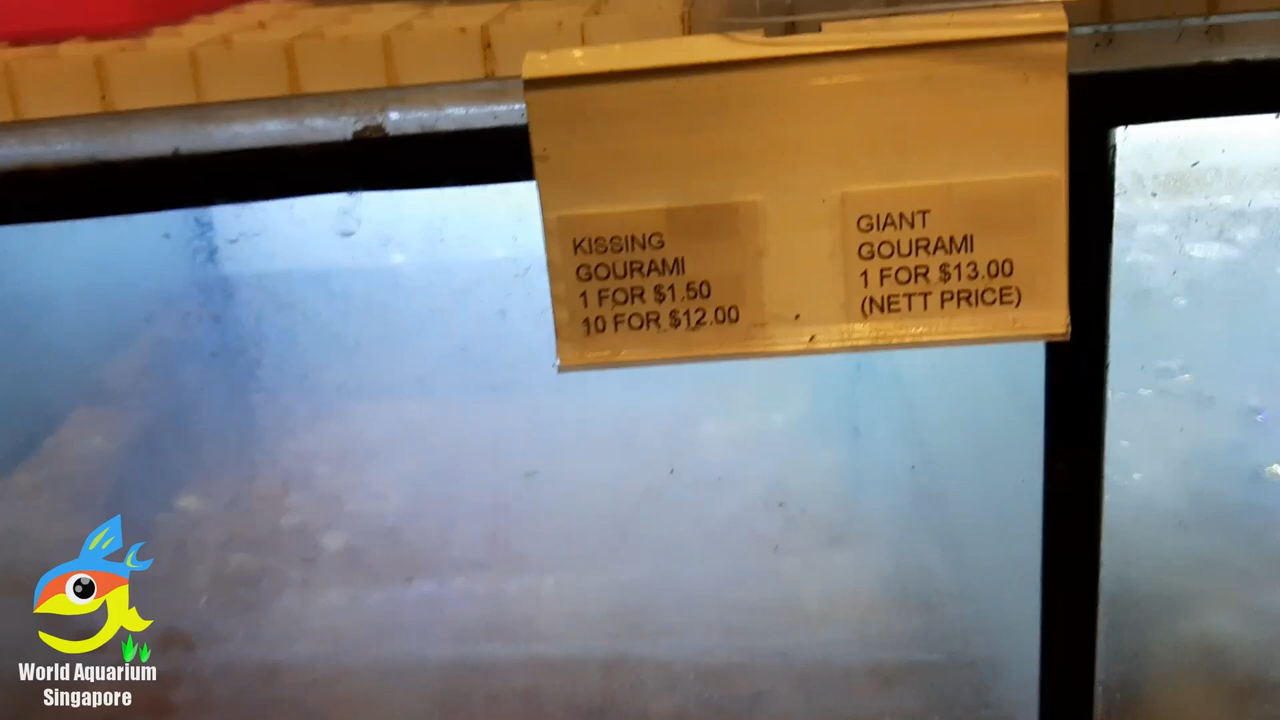 KISSING
GOURAMI
1 FOR $1.50
10 FOR $12.00
GIANT
GOURAMI
1 FOR $13.00
(NETT PRICE)
World Aquarium
Singapore